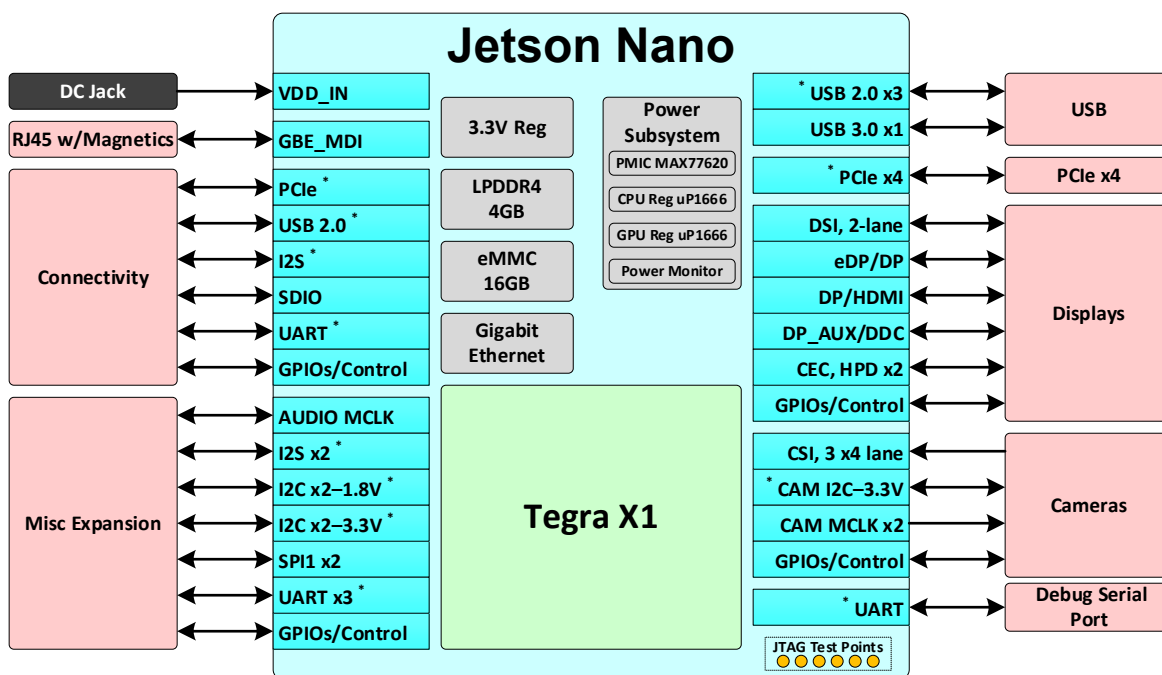 Jetson Nano
DC Jack
RJ45 w/Magnetics
Connectivity
Misc Expansion
VDD_IN
GBE_MDI
PCIe *
USB 2.0 *
I2S *
SDIO
UART *
GPIOs/Control
AUDIO MCLK
I2S x2 *
I2C x2–1.8V *
I2C x2–3.3V *
SPI1 x2
UART x3 *
GPIOs/Control
3.3V Reg
LPDDR4
4GB
eMMC
16GB
Gigabit
Ethernet
Power
Subsystem
PMIC MAX77620
CPU Reg uP1666
GPU Reg uP1666
Power Monitor
Tegra X1
* USB 2.0 x3
USB 3.0 x1
* PCIe x4
DSI, 2-lane
eDP/DP
DP/HDMI
DP_AUX/DDC
CEC, HPD x2
GPIOs/Control
CSI, 3 x4 lane
* CAM I2C–3.3V
CAM MCLK x2
GPIOs/Control
* UART
JTAG Test Points
USB
PCIe x4
Displays
Cameras
Debug Serial
Port